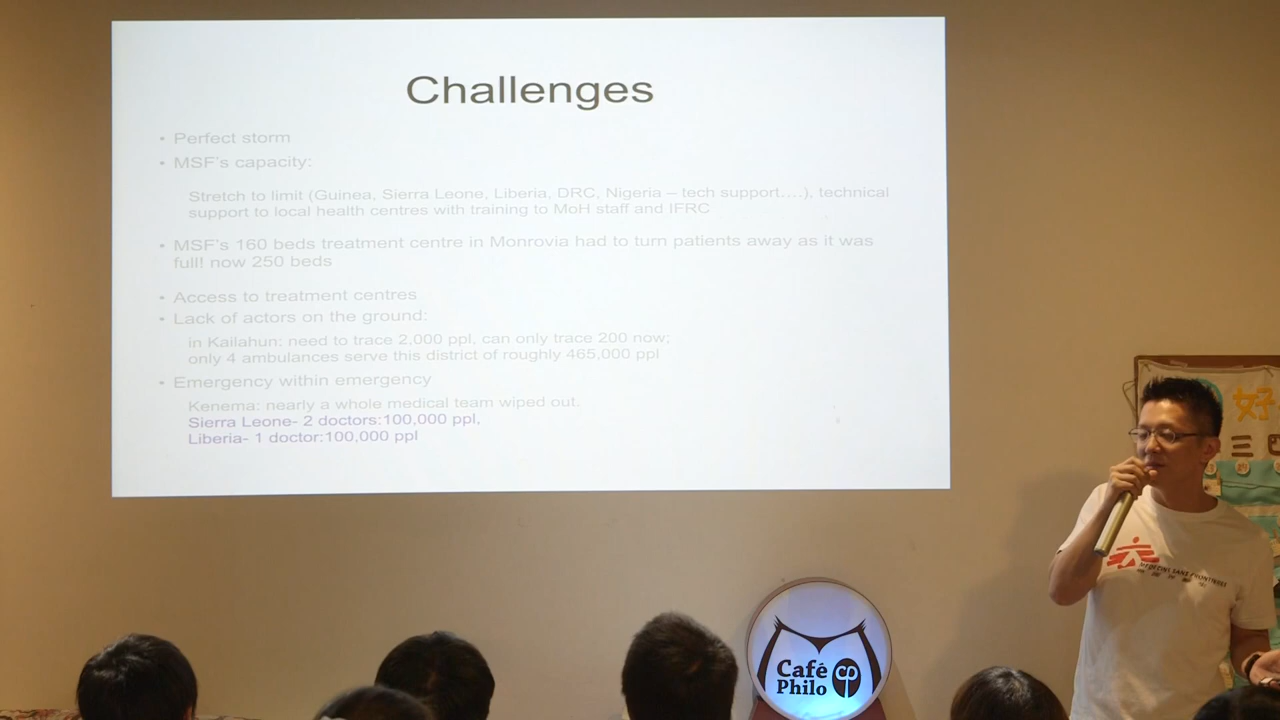 Challenges
• Perfect storm
• MSF's capacity:
Stretch to limit (Guinea, Sierra Leone, Liberia, DRC, Nigeria – tech support….), technical
support to local health centres with training to MoH staff and IFRC
• MSF's 160 beds treatment centre in Monrovia had to turn patients away as it was
full! now 250 beds
• Access to treatment centres
• Lack of actors on the ground:
in Kailahun: need to trace 2,000 ppl, can only trace 200 now;
only 4 ambulances serve this district of roughly 465,000 ppl
• Emergency within emergency
Kenema: nearly a whole medical team wiped out.
Sierra Leone- 2 doctors:100,000 ppl,
Liberia- 1 doctor:100,000 ppl
好
三
MEDECINS SANS FRONTIERES
Café
Philo